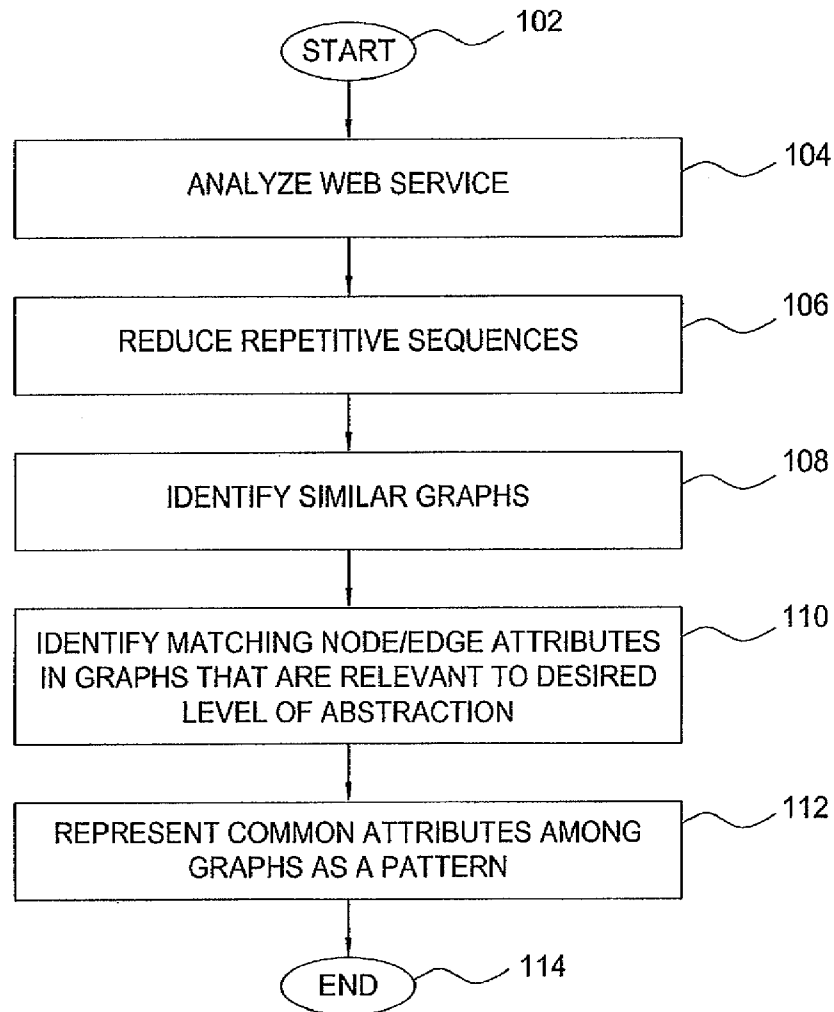 START
102
ANALYZE WEB SERVICE
104
REDUCE REPETITIVE SEQUENCES
106
IDENTIFY SIMILAR GRAPHS
108
IDENTIFY MATCHING NODE/EDGE ATTRIBUTES
IN GRAPHS THAT ARE RELEVANT TO DESIRED
LEVEL OF ABSTRACTION
110
REPRESENT COMMON ATTRIBUTES AMONG
GRAPHS AS A PATTERN
112
END
114